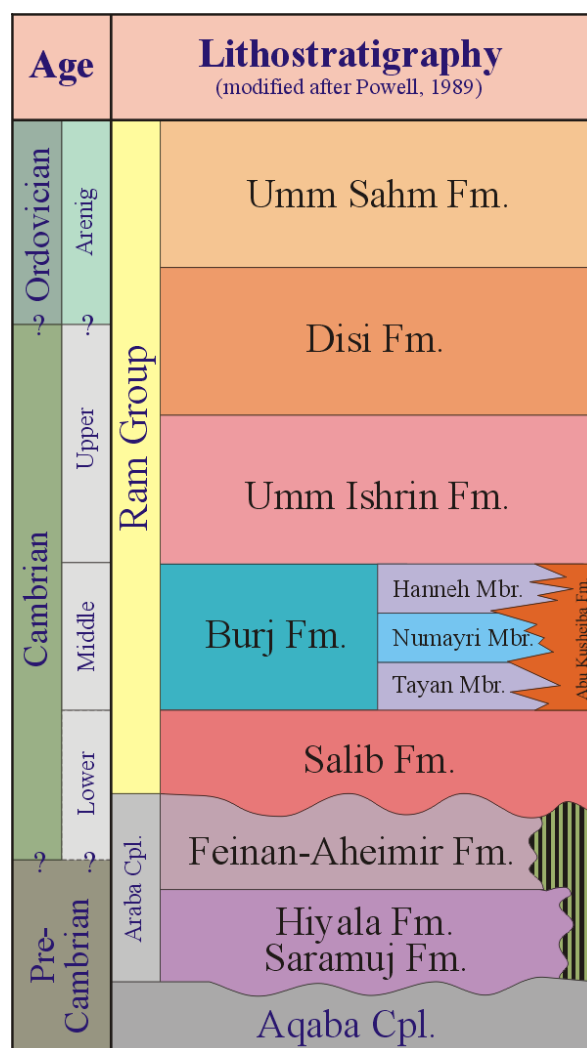 Age
Lithostratigraphy
(modified after Powell, 1989)
Ordovician
Arenig
Ram Group
Umm Sahm Fm.
-?-
-?-
Disi Fm.
Cambrian
Upper
Umm Ishrin Fm.
Middle
Burj Fm.
Hanneh Mbr.
Numayri Mbr.
Tayan Mbr.
Abu Kusheiba Fm.
Lower
Salib Fm.
-?-
-?-
Araba Cpl.
Feinan-Aheimir Fm.
Pre-
Cambrian
Hiyala Fm.
Saramuj Fm.
Aqaba Cpl.